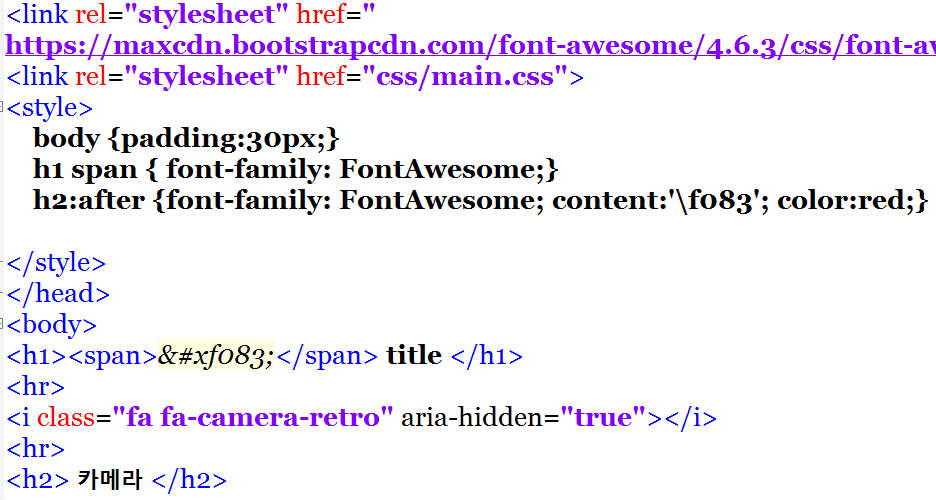 <link rel="stylesheet" href="
https://maxcdn.bootstrapcdn.com/font-awesome/4.6.3/css/font-aw
<link rel="stylesheet" href="css/main.css">
<style>
body {padding:30px;}
h1 span { font-family: FontAwesome;}
h2:after {font-family: FontAwesome; content:'\f083'; color:red;}
</style>
</head>
<body>
<h1><span>&#xf083;</span> title </h1>
<hr>
<i class="fa fa-camera-retro" aria-hidden="true"></i>
<hr>
<h2> 카메라 </h2>